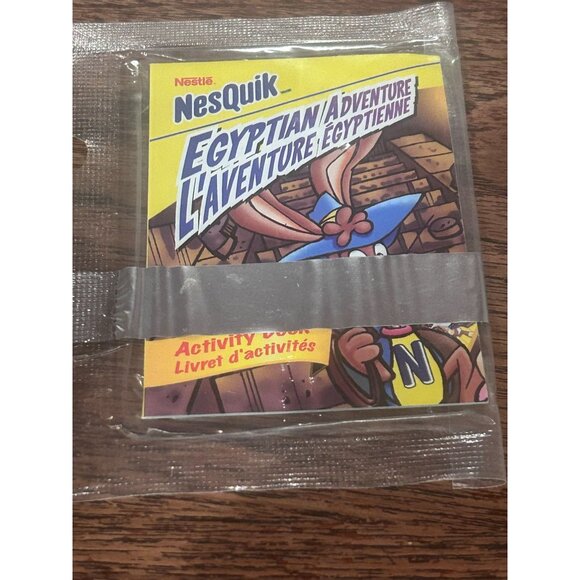 Nestlé
NesQuik
EGYPTIAN ADVENTURE
L'AVENTURE ÉGYPTIENNE
Activity Book
Livret d'activités
N